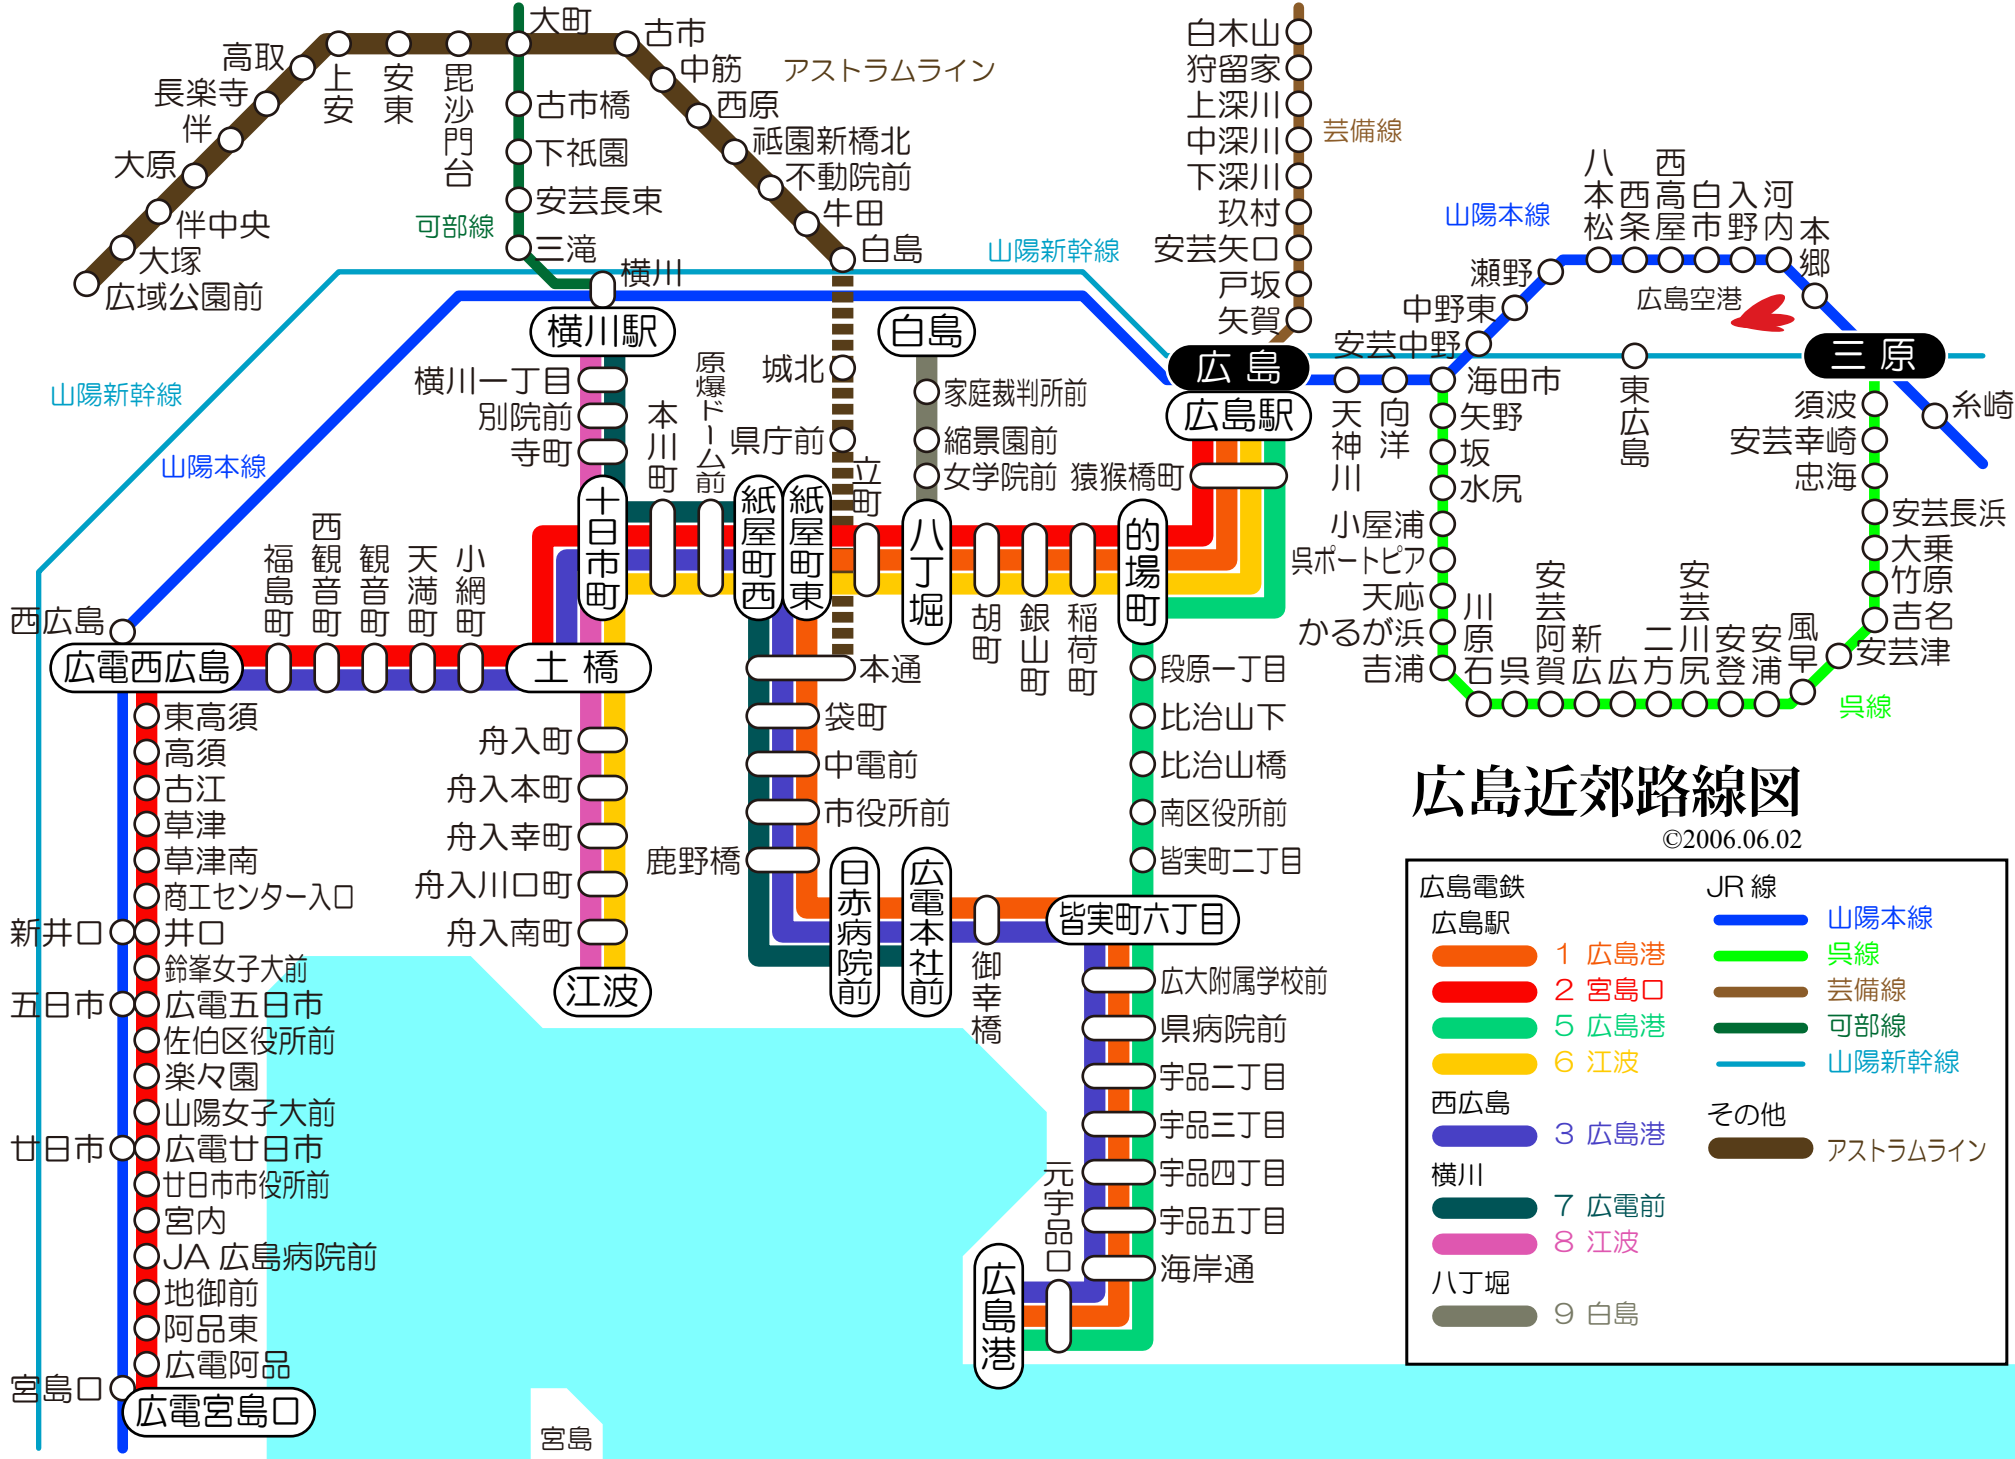 大町
古市
高取
中筋
アストラムライン
長楽寺
上安
安東
毘沙門台
古市橋
西原
伴
祗園新橋北
大原
下祇園
不動院前
安芸長束
牛田
伴中央
可部線
三滝
白島
大塚
広域公園前
横川
山陽新幹線
白木山
狩留家
上深川
中深川
下深川
玖村
安芸矢口
戸坂
矢賀
芸備線
山陽本線
八本松
西条
西高屋
白市
入野
河内
本郷
瀬野
中野東
安芸中野
広島空港
横川駅
白島
広島
広島駅
三原
山陽新幹線
山陽本線
横川一丁目
別院前
寺町
本川町
原爆ドーム前
城北
県庁前
立町
家庭裁判所前
縮景園前
女学院前
猿猴橋町
天神川
向洋
海田市
矢野
坂
水尻
小屋浦
呉ポートピア
天応
かるが浜
吉浦
東広島
須波
安芸幸崎
忠海
安芸長浜
大乗
竹原
吉名
安芸津
糸崎
十日市町
紙屋町西
紙屋町東
八丁堀
的場町
胡町
銀山町
稲荷町
川原石
呉
安芸阿賀
新広
広
二方
安芸川尻
安登
安浦
風早
呉線
西広島
広電西広島
福島町
西観音町
観音町
天満町
小網町
土橋
本通
袋町
中電前
市役所前
鹿野橋
段原一丁目
比治山下
比治山橋
南区役所前
皆実町二丁目
東高須
高須
古江
草津
草津南
商工センター入口
新井口
井口
鈴峯女子大前
五日市
広電五日市
佐伯区役所前
楽々園
山陽女子大前
廿日市
広電廿日市
廿日市市役所前
宮内
JA 広島病院前
地御前
阿品東
広電阿品
宮島口
広電宮島口
舟入町
舟入本町
舟入幸町
舟入川口町
舟入南町
江波
日赤病院前
広電本社前
御幸橋
皆実町六丁目
広大附属学校前
県病院前
宇品二丁目
宇品三丁目
宇品四丁目
宇品五丁目
海岸通
元宇品口
広島港
宮島
広島近郊路線図
©2006.06.02
広島電鉄
広島駅
1 広島港
2 宮島口
5 広島港
6 江波
西広島
3 広島港
横川
7 広電前
8 江波
八丁堀
9 白島
JR 線
山陽本線
呉線
芸備線
可部線
山陽新幹線
その他
アストラムライン